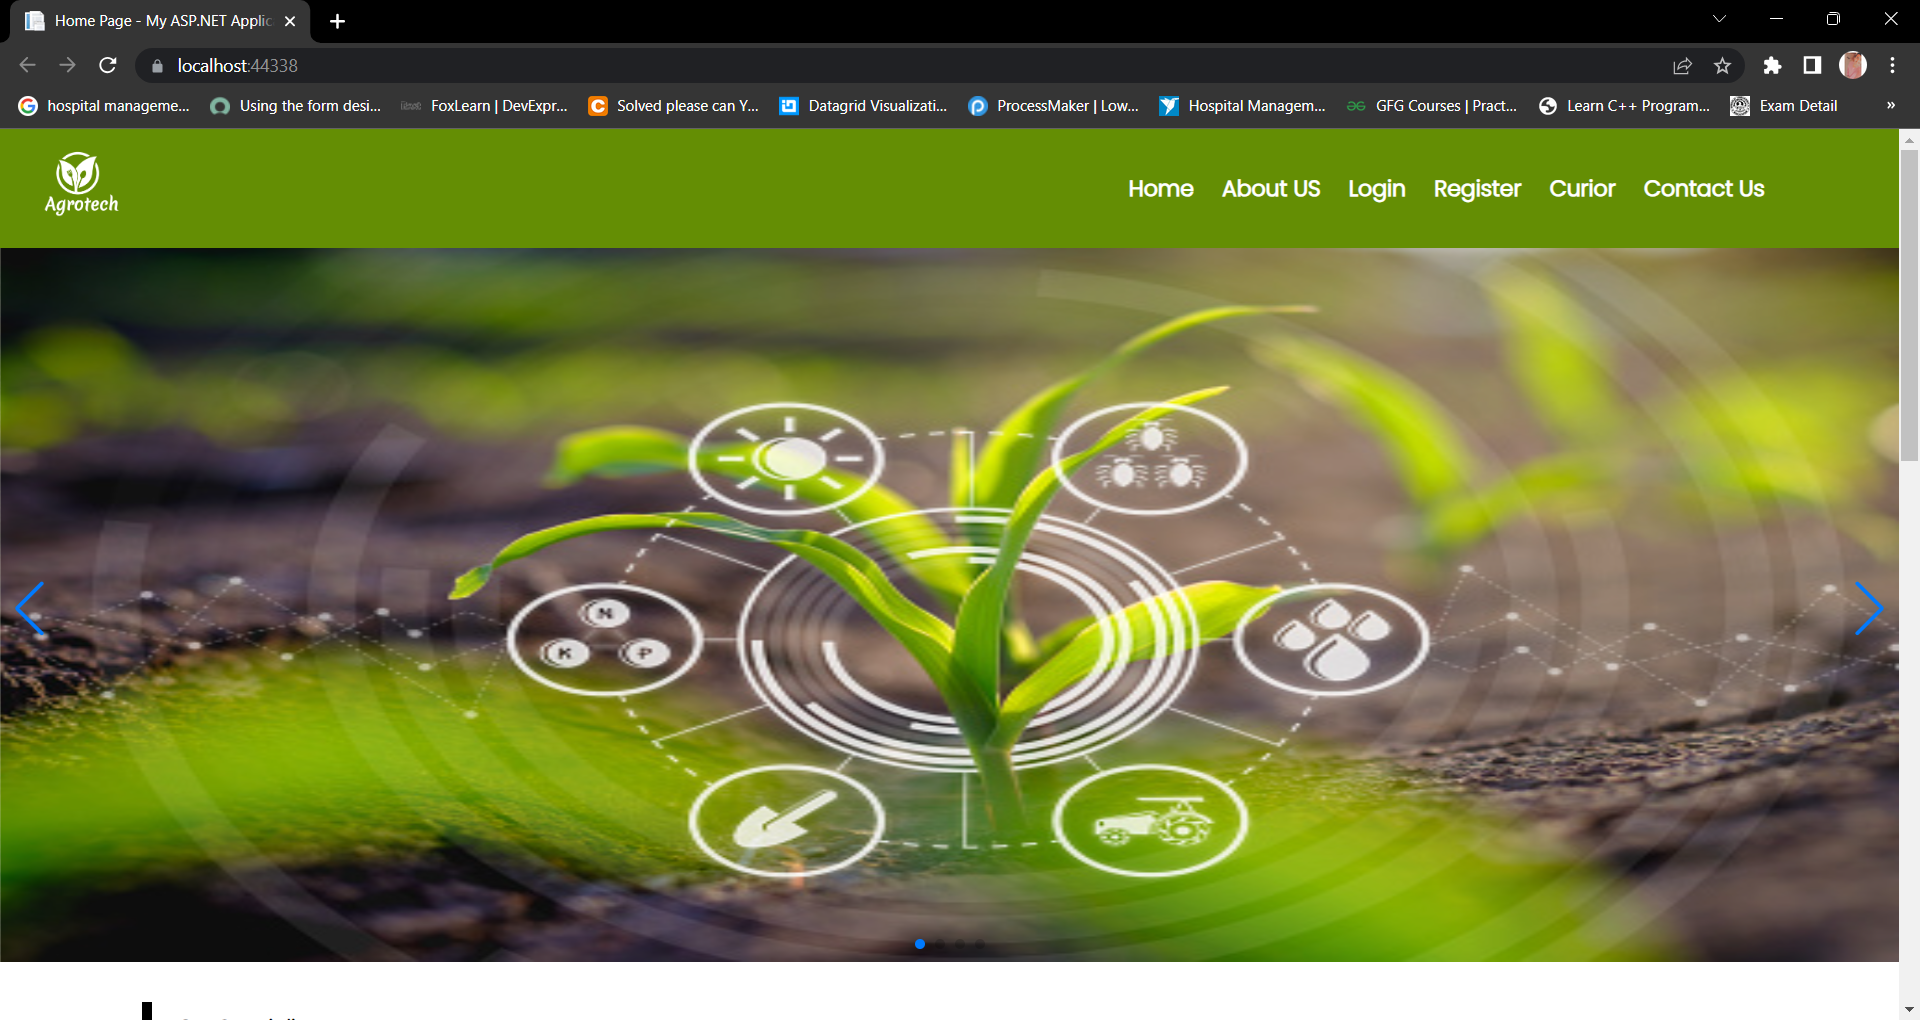 Home Page - My ASP.NET Applic
localhost:44338
hospital manageme... Using the form desi... FoxLearn | DevExpr... Solved please can Y... Datagrid Visualizati... ProcessMaker | Low... Hospital Managem... GFG Courses | Pract... Learn C++ Program... Exam Detail »
Agrotech
Home About US Login Register Curior Contact Us
N
K P